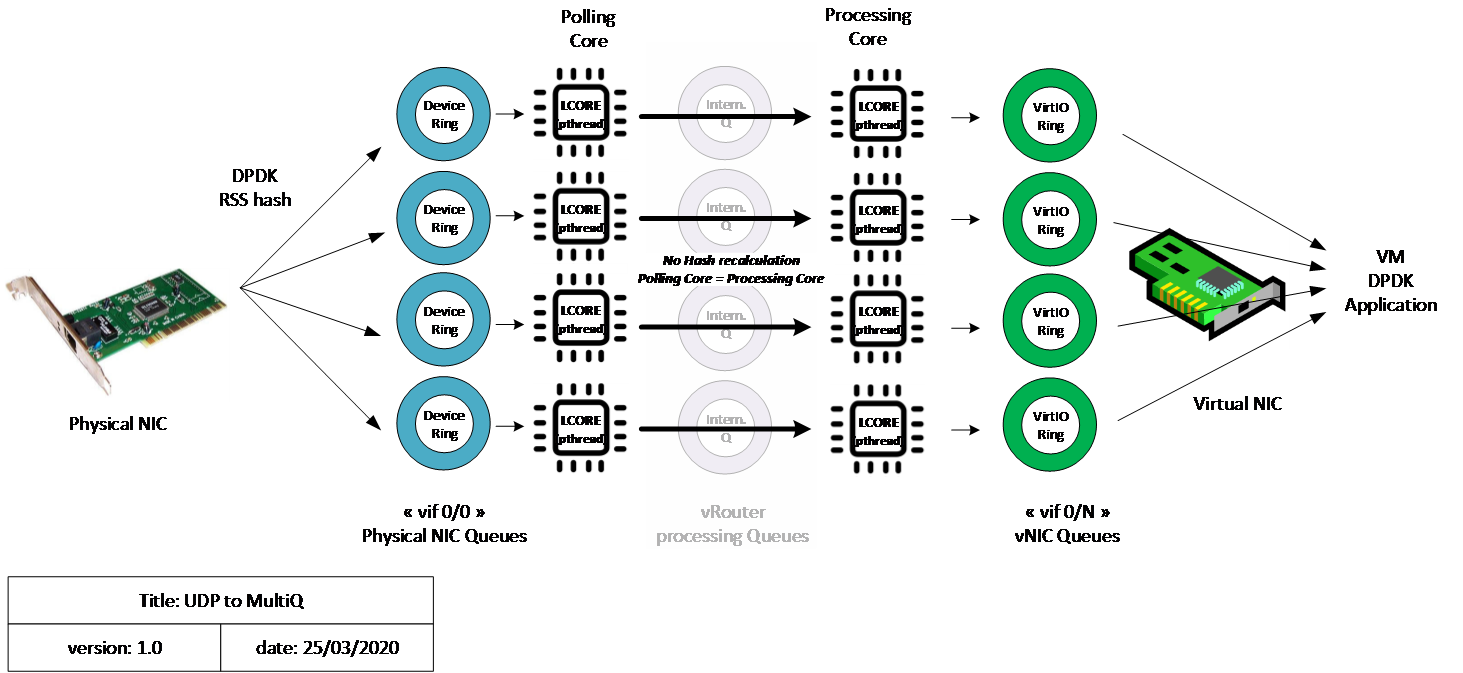 Polling
Core
Processing
Core
DPDK
RSS hash
Device
Ring
LCORE
(pthread)
Intern.
Q
LCORE
(pthread)
VirtIO
Ring
Device
Ring
LCORE
(pthread)
Intern.
Q
LCORE
(pthread)
VirtIO
Ring
No Hash recalculation
Polling Core = Processing Core
Device
Ring
LCORE
(pthread)
Intern.
Q
LCORE
(pthread)
VirtIO
Ring
Device
Ring
LCORE
(pthread)
Intern.
Q
LCORE
(pthread)
VirtIO
Ring
VM
DPDK
Application
Physical NIC
Virtual NIC
« vif 0/0 »
Physical NIC Queues
vRouter
processing Queues
« vif 0/N »
vNIC Queues
Title: UDP to MultiQ
version: 1.0
date: 25/03/2020